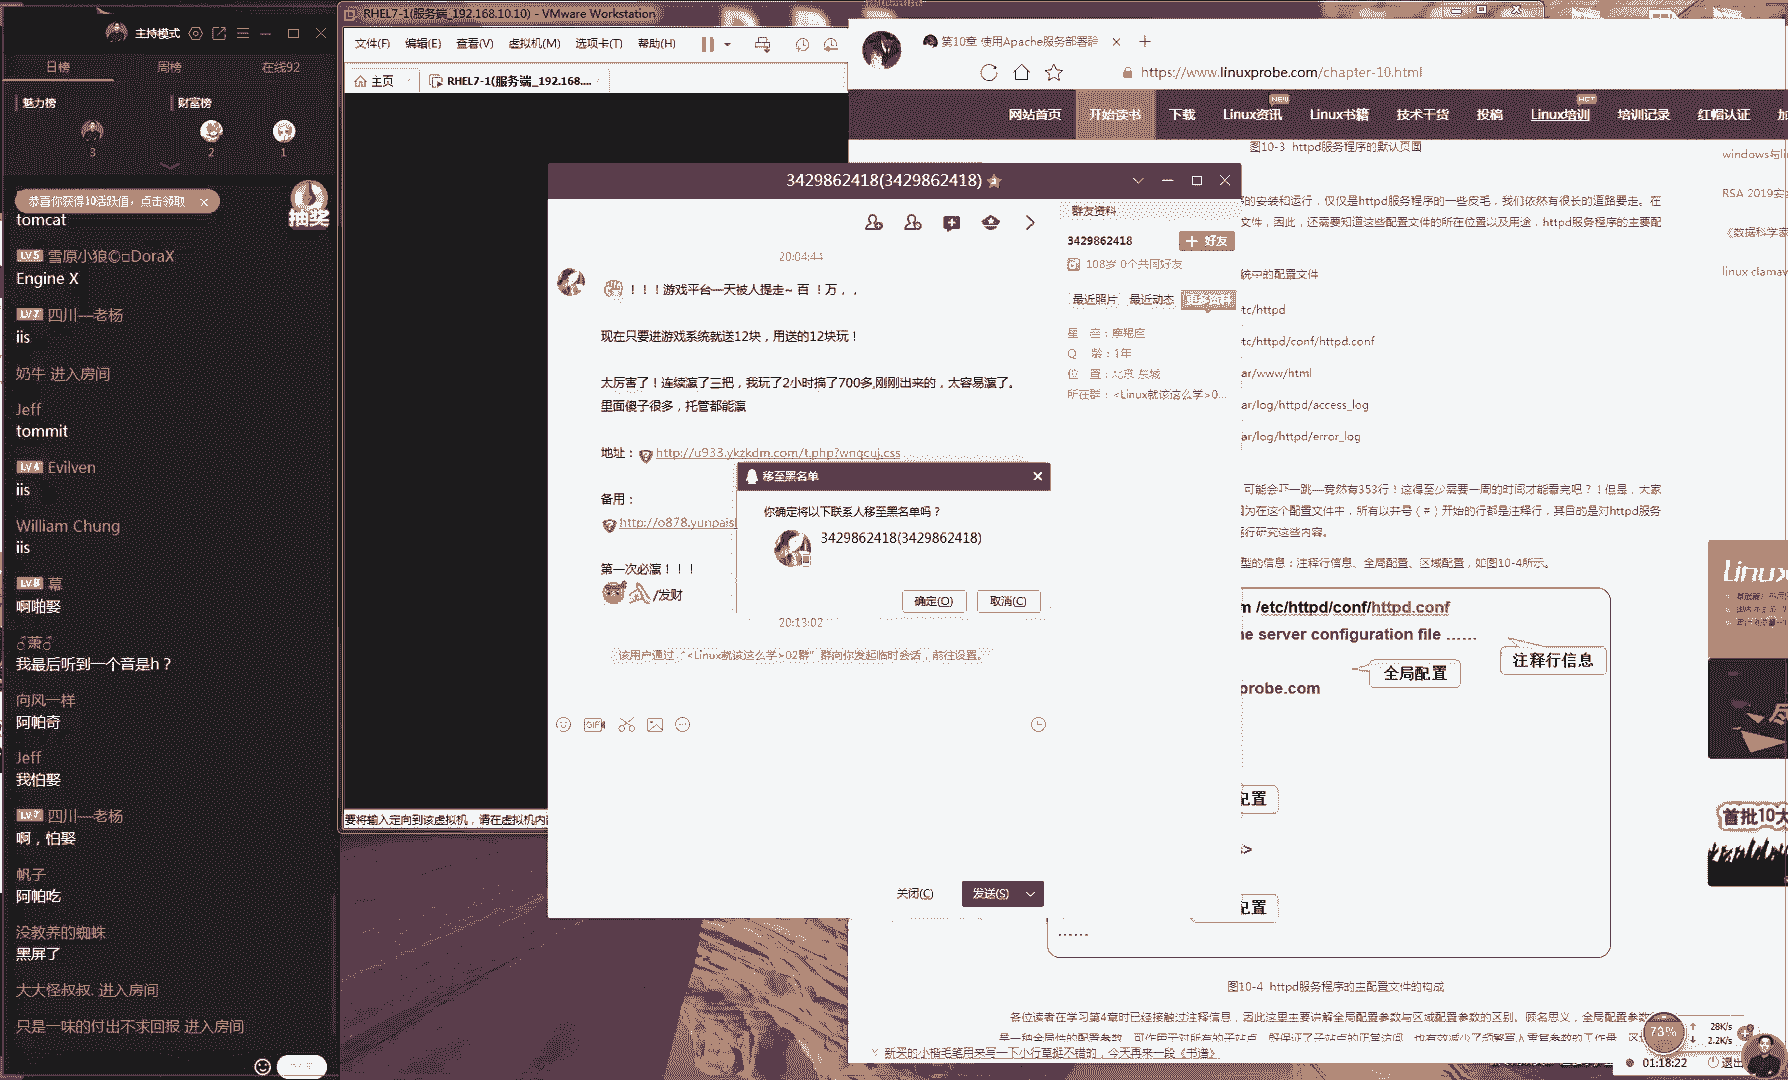 主持模式
日榜
周榜
在线92
魅力榜
财富榜
3
2
1
恭喜你获得10活跃值，点击领取
抽奖
tomcat
LV5 雪原小狼©□DoraX
Engine X
LV7 四川—老杨
iis
奶牛 进入房间
Jeff
tommit
LV4 Evilven
iis
William Chung
iis
LV8 幕
啊啪娶
♂萧♂
我最后听到一个音是h？
向风一样
阿帕奇
Jeff
我怕娶
LV7 四川—老杨
啊，怕娶
帆子
阿帕吃
没教养的蜘蛛
黑屏了
大大怪叔叔. 进入房间
只是一味的付出不求回报 进入房间
RHEL7-1(服务端_192.168.10.10) - VMware Workstation
文件(F) 编辑(E) 查看(V) 虚拟机(M) 选项卡(T) 帮助(H)
主页
RHEL7-1(服务端_192.168....
要将输入定向到该虚拟机，请在虚拟机内
第10章 使用Apache服务部署
https://www.linuxprobe.com/chapter-10.html
网站首页 开始读书 下载 Linux资讯 NEW Linux书籍 技术干货 投稿 Linux培训 HOT 培训记录 红帽认证
图10-3 httpd服务程序的默认页面
的安装和运行，仅仅是httpd服务程序的一些皮毛，我们依然有很长的道路要走。在
文件，因此，还需要知道这些配置文件的所在位置以及用途，httpd服务程序的主要配
统中的配置文件
tc/httpd
tc/httpd/conf/httpd.conf
ar/www/html
ar/log/httpd/access_log
ar/log/httpd/error_log
可能会吓一跳—竟然有353行！这得至少需要一周的时间才能看完吧？！但是，大家
因为在这个配置文件中，所有以井号（#）开始的行都是注释行，其目的是对httpd服务
行研究这些内容。
型的信息：注释行信息、全局配置、区域配置，如图10-4所示。
m /etc/httpd/conf/httpd.conf
he server configuration file ......
注释行信息
全局配置
probe.com
配置
s>
配置
......
图10-4 httpd服务程序的主配置文件的构成
各位读者在学习第4章时已经接触过注释信息，因此这里主要讲解全局配置参数与区域配置参数的区别。顾名思义，全局配置参数
新买的小楷毛笔用来写一下小行草挺不错的，今天再来一段《书谱》
windows与li
RSA 2019
《数据科学家
linux clamav
Linux
首批10大
73%
28K/s
2.2K/s
01:18:22
退出
3429862418(3429862418)
20:04:44
！！！游戏平台一天被人提走~ 百 ！万，，
现在只要进游戏系统就送12块，用送的12块玩！
太厉害了！连续赢了三把，我玩了2小时搞了700多,刚刚出来的，太容易赢了。
里面傻子很多，托管都能赢
地址： http://u933.ykzkdm.com/t.php?wnqcuj.css
备用：
http://o878.yunpais
第一次必赢！！！
/发财
20:13:02
该用户通过“<Linux就该这么学>02群”群向你发起临时会话，前往设置。
关闭(C)
发送(S)
群友资料
3429862418
好友
108岁 0个共同好友
最近照片 最近动态 更多资料
星 座：摩羯座
Q 龄：1年
位 置：北京 东城
所在群：<Linux就该这么学>0...
移至黑名单
你确定将以下联系人移至黑名单吗？
3429862418(3429862418)
确定(O)
取消(C)